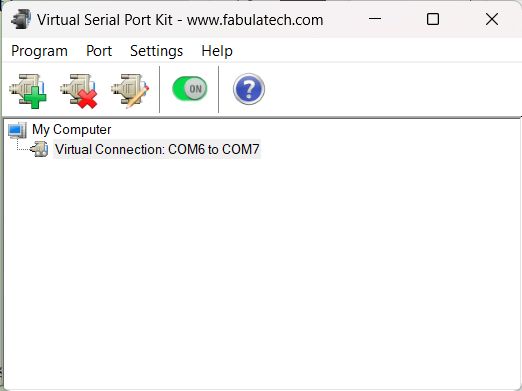 Virtual Serial Port Kit - www.fabulatech.com
Program Port Settings Help
ON ?
My Computer
Virtual Connection: COM6 to COM7